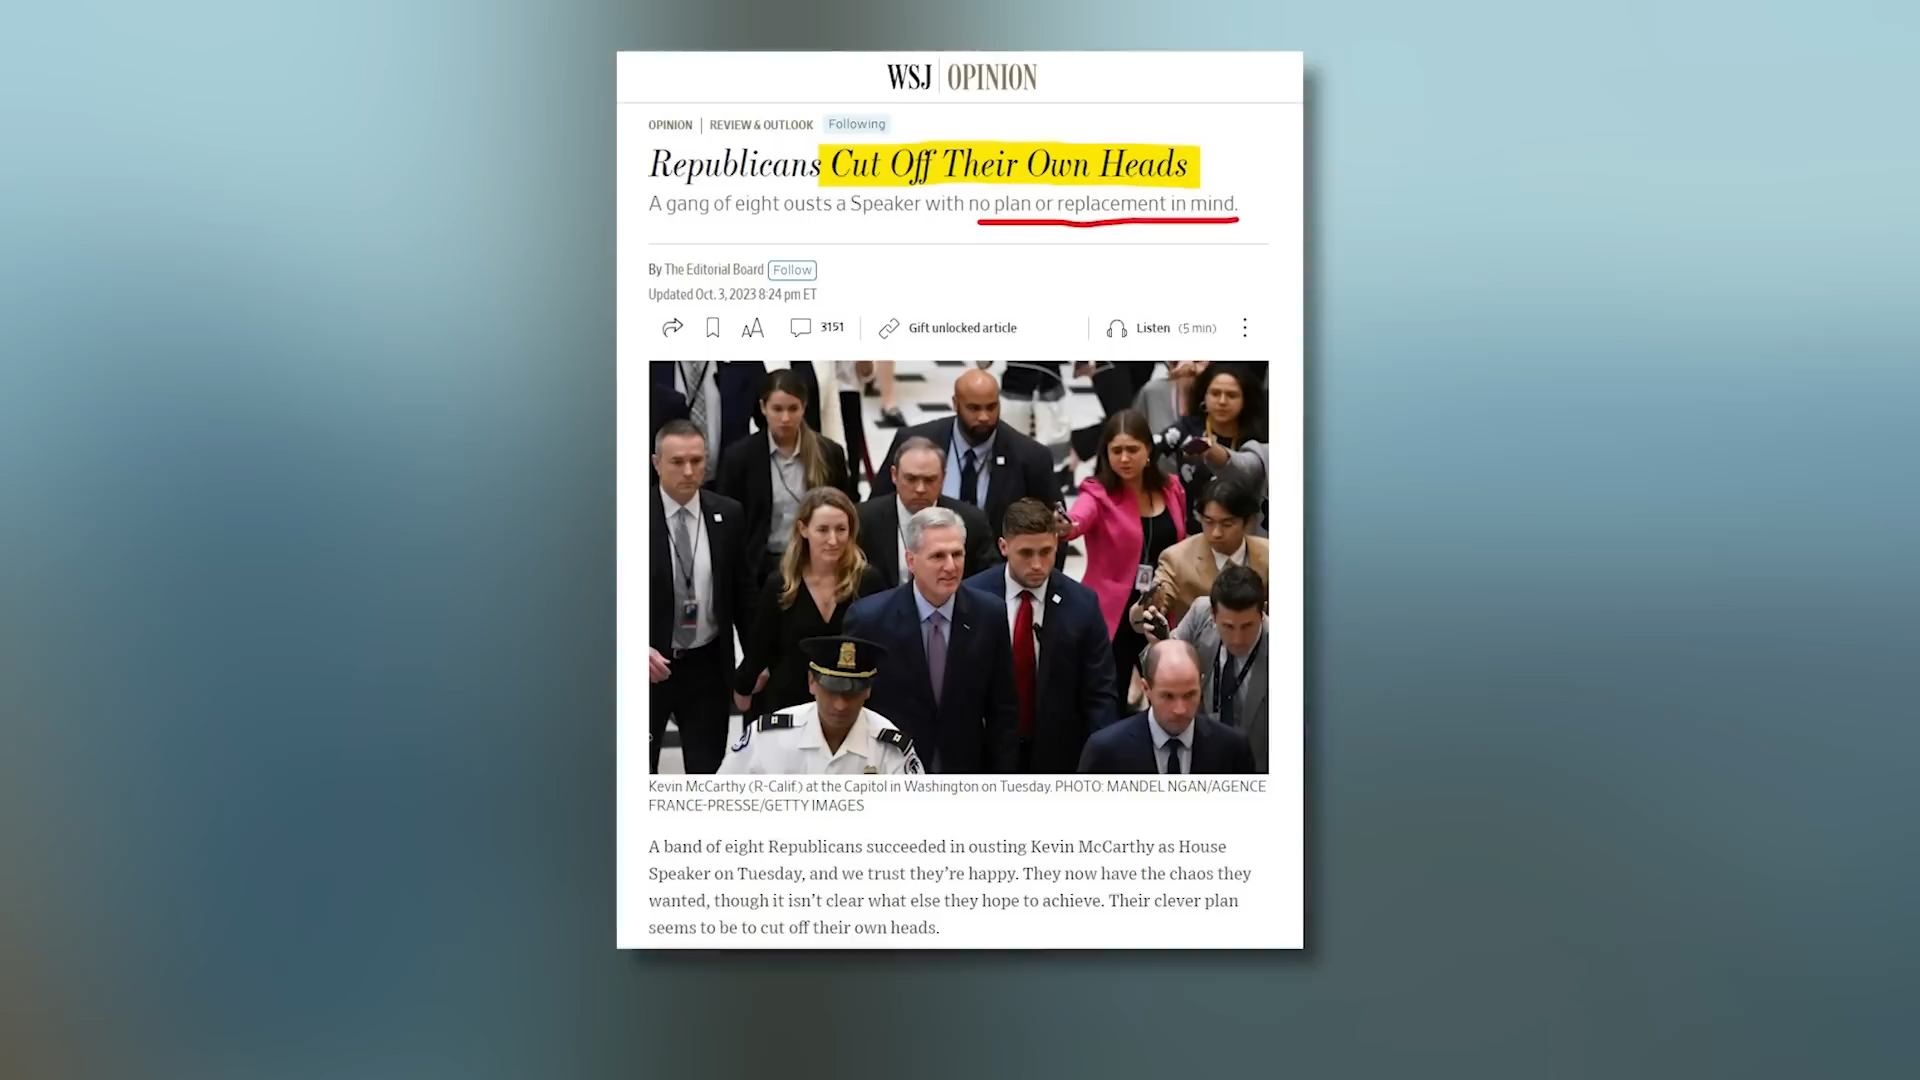 WSJ OPINION
OPINION | REVIEW & OUTLOOK Following
Republicans Cut Off Their Own Heads
A gang of eight ousts a Speaker with no plan or replacement in mind.
By The Editorial Board Follow
Updated Oct. 3, 2023 8:24 pm ET
AA 3151 Gift unlocked article Listen (5 min)
Kevin McCarthy (R-Calif.) at the Capitol in Washington on Tuesday. PHOTO: MANDEL NGAN/AGENCE
FRANCE-PRESSE/GETTY IMAGES
A band of eight Republicans succeeded in ousting Kevin McCarthy as House
Speaker on Tuesday, and we trust they're happy. They now have the chaos they
wanted, though it isn't clear what else they hope to achieve. Their clever plan
seems to be to cut off their own heads.